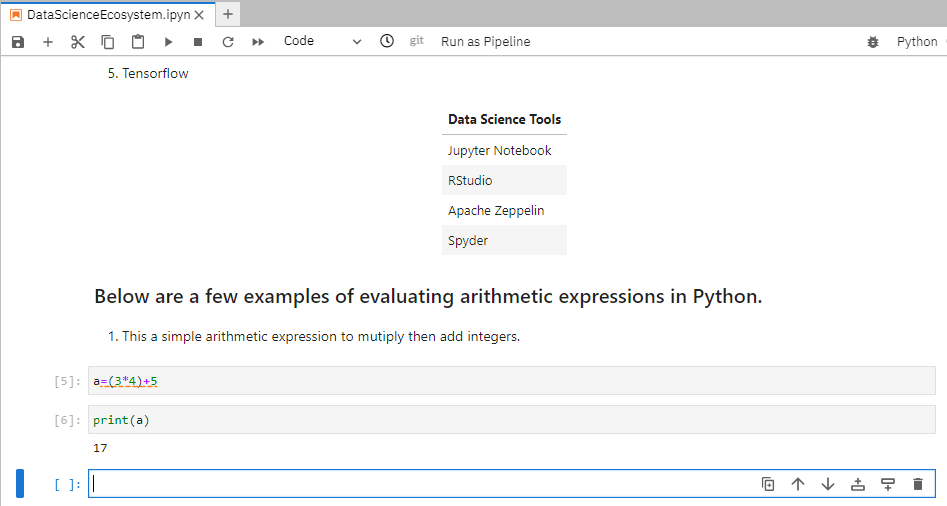 DataScienceEcosystem.ipyn
Code git Run as Pipeline Python
5. Tensorflow
Data Science Tools
Jupyter Notebook
RStudio
Apache Zeppelin
Spyder
Below are a few examples of evaluating arithmetic expressions in Python.
1. This a simple arithmetic expression to mutiply then add integers.
[5]: a=(3*4)+5
[6]: print(a)
17
[ ]: